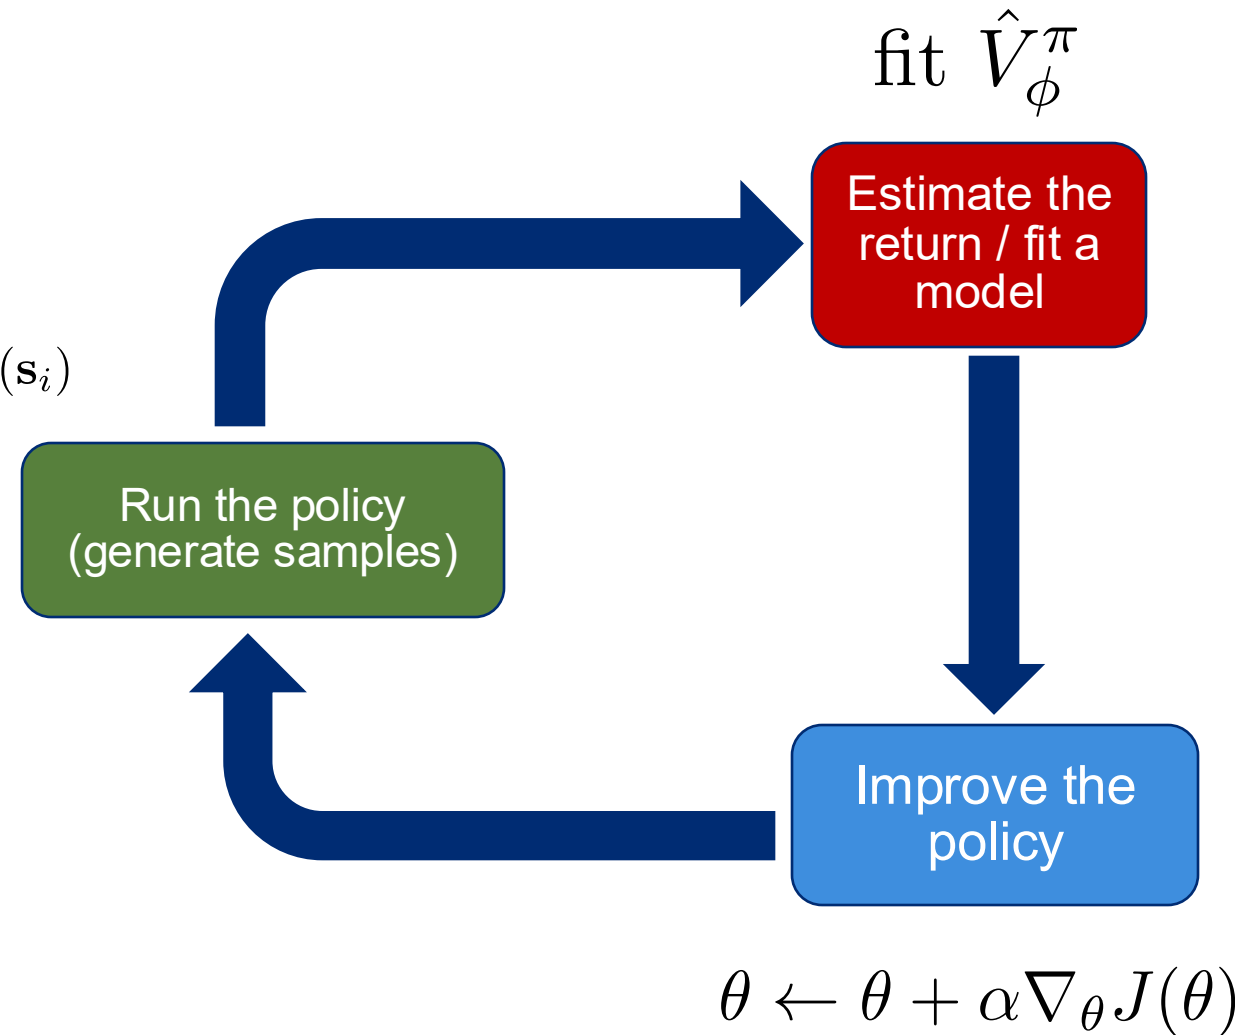 fit $\hat{V}^{\pi}_{\phi}$
Estimate the
return / fit a
model
$(\mathbf{s}_i)$
Run the policy
(generate samples)
Improve the
policy
$\theta \leftarrow \theta + \alpha \nabla_{\theta} J(\theta)$